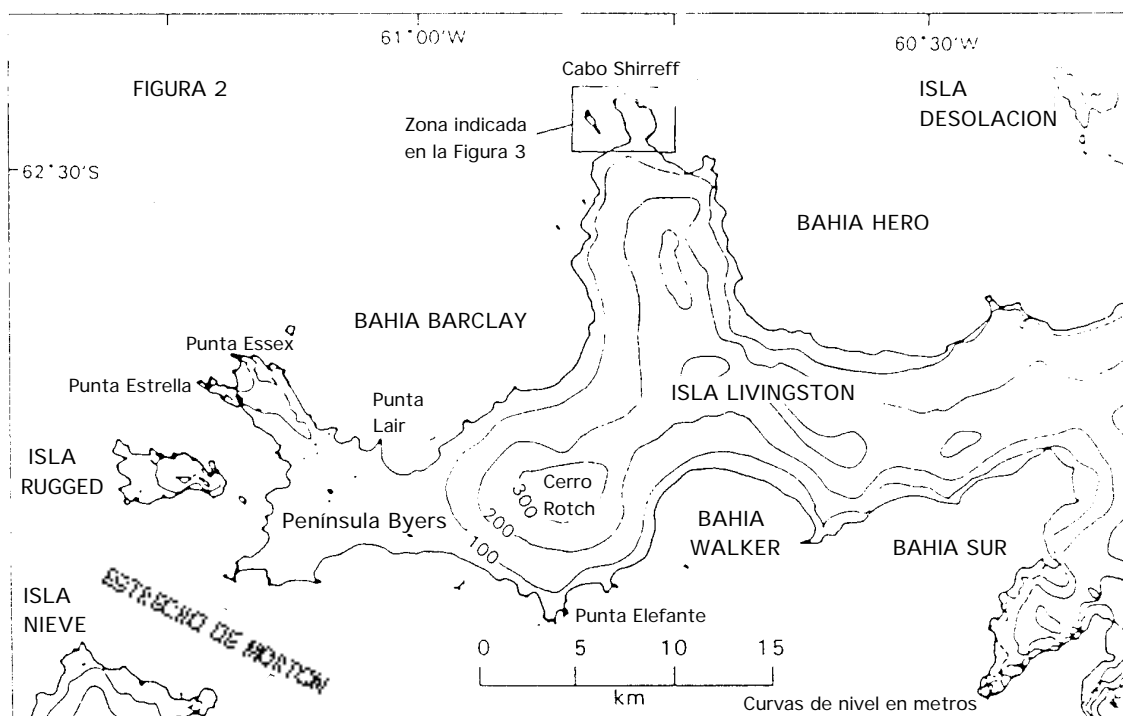 61°00'W
60°30'W
Cabo Shirreff
FIGURA 2
ISLA
DESOLACION
Zona indicada
en la Figura 3
62°30'S
BAHIA HERO
BAHIA BARCLAY
Punta Essex
Punta Estrella
Punta
Lair
ISLA LIVINGSTON
ISLA
RUGGED
Cerro
Rotch
300
200
100
Península Byers
BAHIA
WALKER
BAHIA SUR
ISLA
NIEVE
ESTRECHO DE MORTON
Punta Elefante
0 5 10 15
km
Curvas de nivel en metros